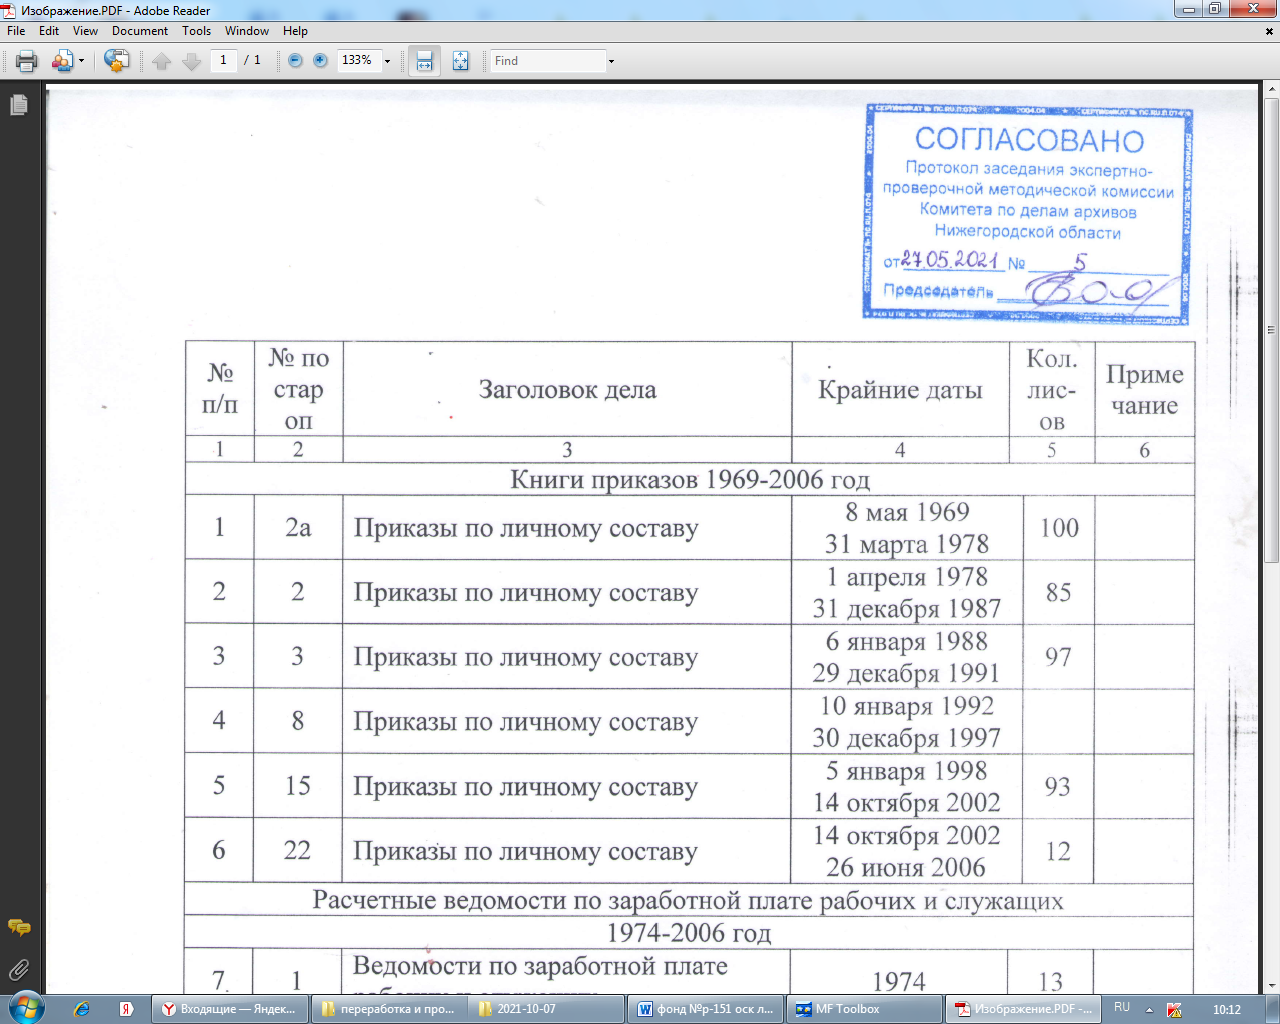 Изображение.PDF - Adobe Reader
File Edit View Document Tools Window Help
1 / 1 133% Find
СОГЛАСОВАНО
Протокол заседания экспертно-
проверочной методической комиссии
Комитета по делам архивов
Нижегородской области
от 27.05.2021 № 5
Председатель
№ п/п
№ по стар оп
Заголовок дела
Крайние даты
Кол. лис-ов
Приме чание
1 2 3 4 5 6
Книги приказов 1969-2006 год
1 2а Приказы по личному составу 8 мая 1969 31 марта 1978 100
2 2 Приказы по личному составу 1 апреля 1978 31 декабря 1987 85
3 3 Приказы по личному составу 6 января 1988 29 декабря 1991 97
4 8 Приказы по личному составу 10 января 1992 30 декабря 1997
5 15 Приказы по личному составу 5 января 1998 14 октября 2002 93
6 22 Приказы по личному составу 14 октября 2002 26 июня 2006 12
Расчетные ведомости по заработной плате рабочих и служащих
1974-2006 год
7 1 Ведомости по заработной плате 1974 13
Входящие — Яндек... переработка и про... 2021-10-07 фонд №р-151 оск л... MF Toolbox Изображение.PDF -... RU 10:12